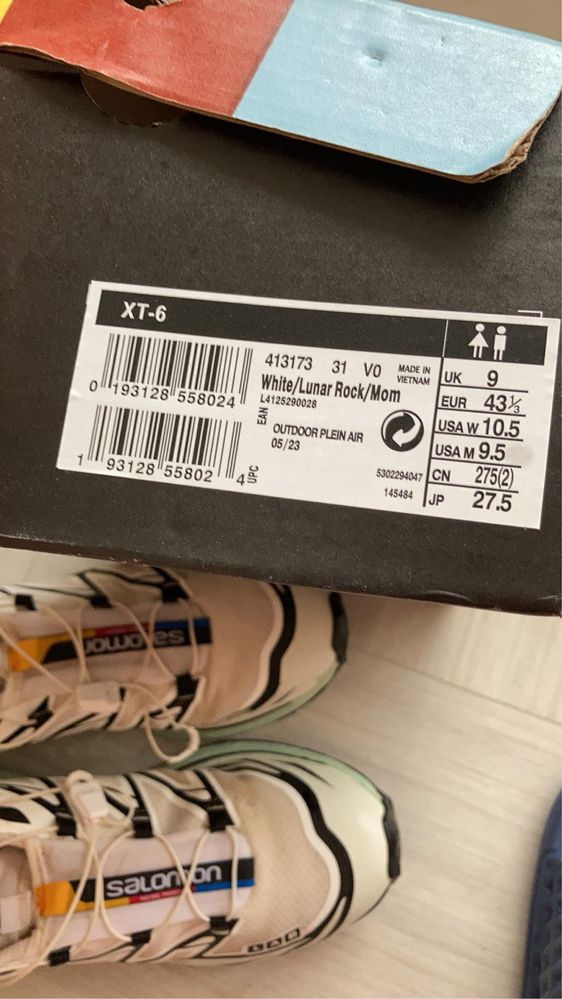 XT-6
0 193128 558024
1 93128 55802 4
UPC
EAN
413173 31 V0
White/Lunar Rock/Mom
L4125290028
OUTDOOR PLEIN AIR
05/23
MADE IN
VIETNAM
5302294047
145484
UK 9
EUR 43⅓
USA W 10.5
USA M 9.5
CN 275(2)
JP 27.5
salomon
salomon